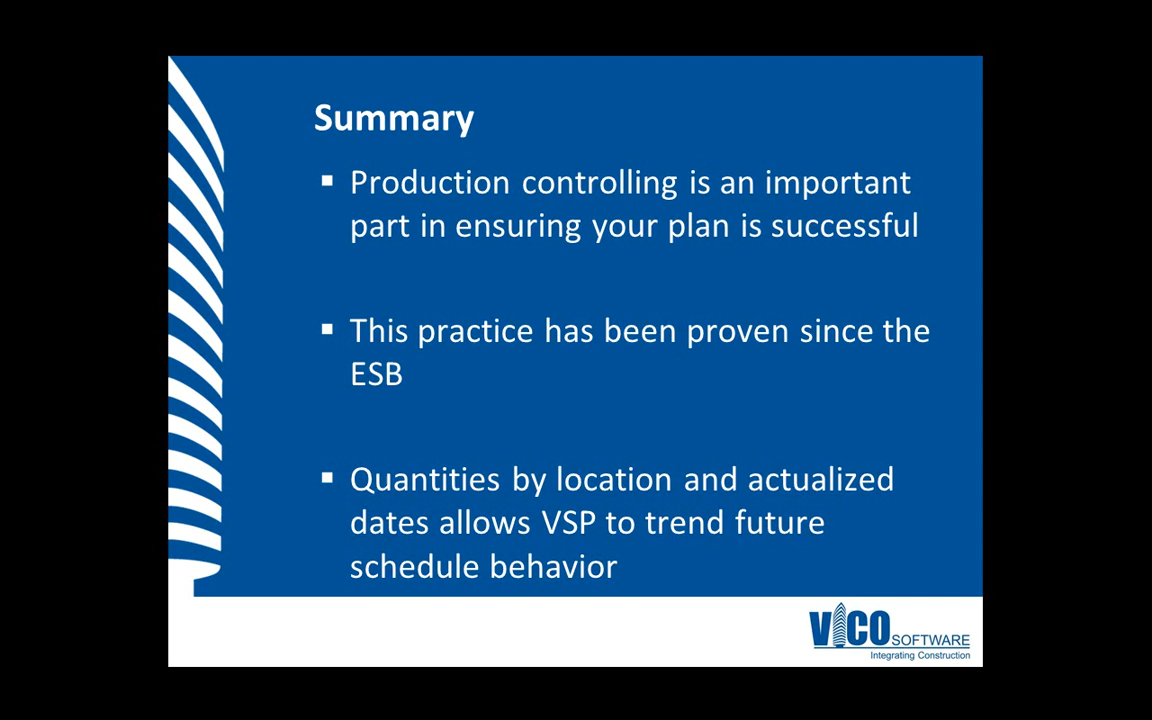 Summary
▪ Production controlling is an important
part in ensuring your plan is successful
▪ This practice has been proven since the
ESB
▪ Quantities by location and actualized
dates allows VSP to trend future
schedule behavior
VICO SOFTWARE
Integrating Construction